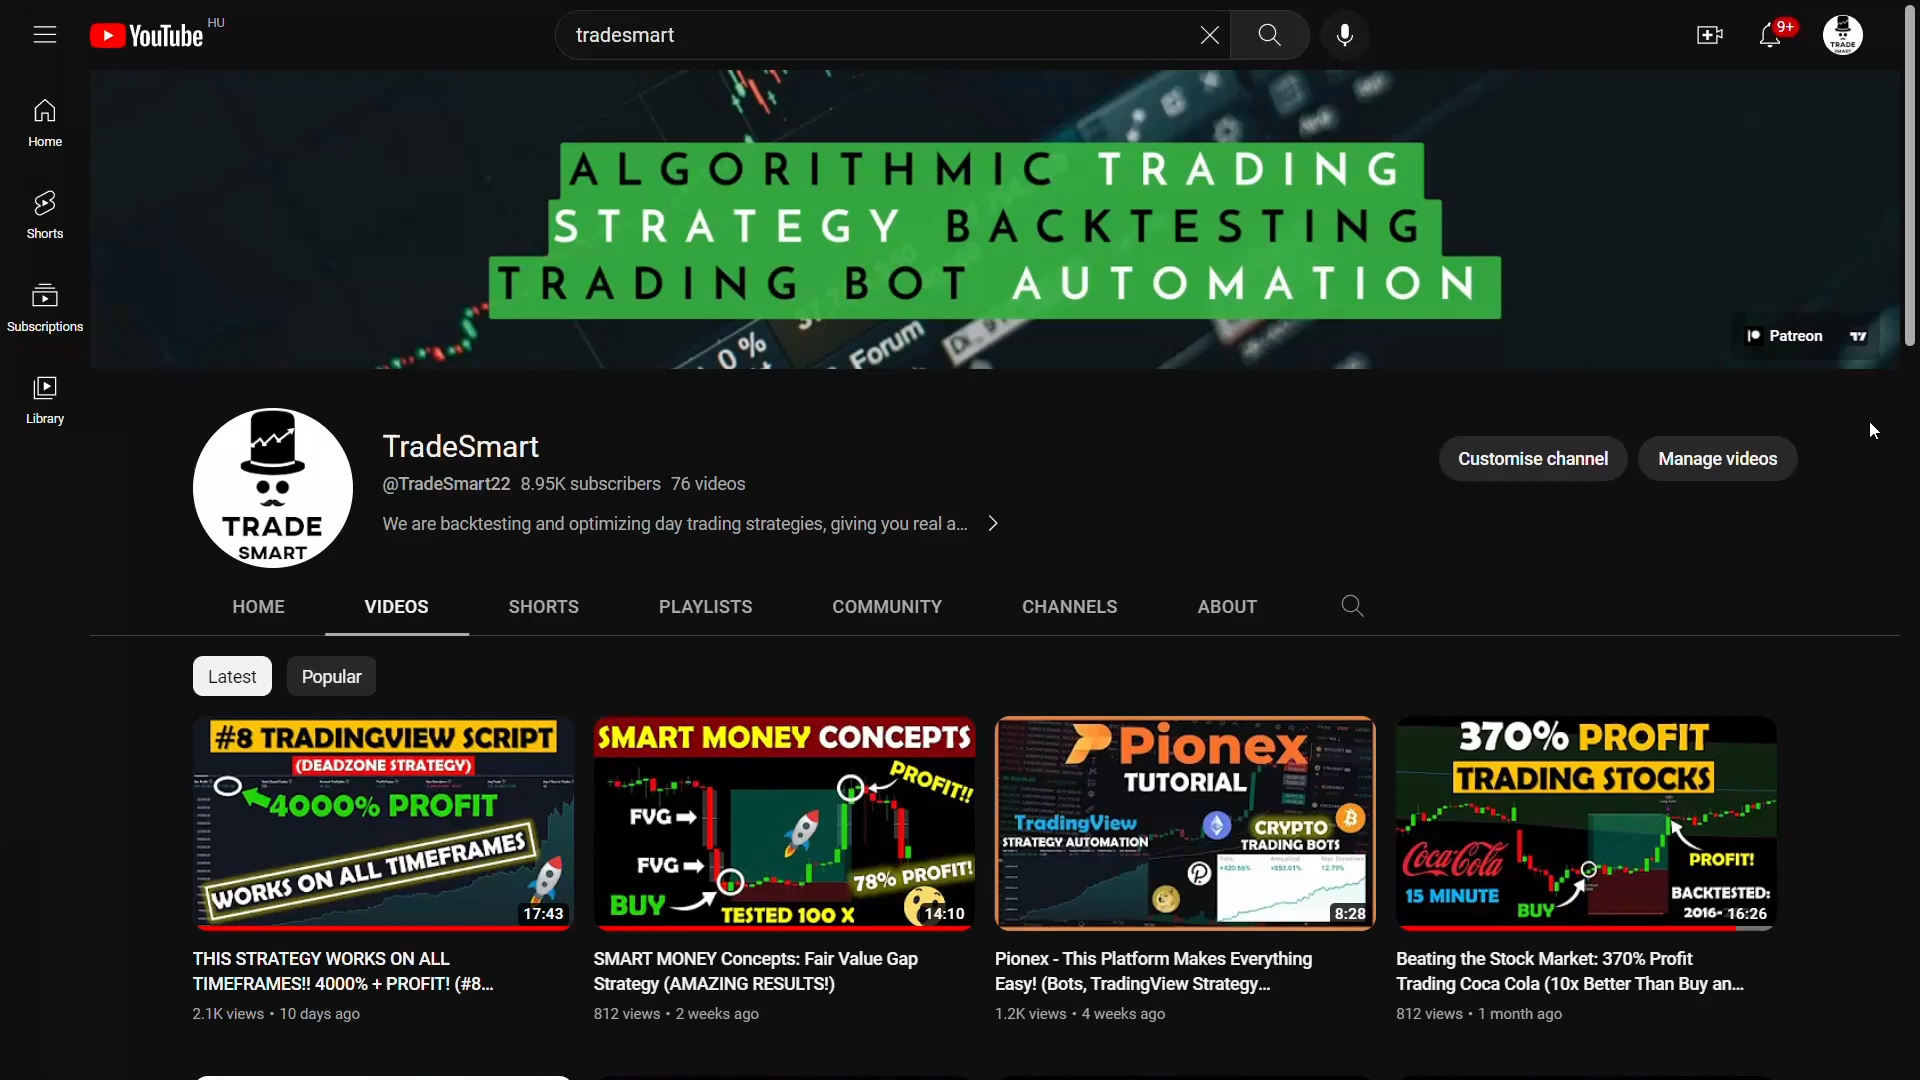 YouTube HU
tradesmart
9+
TRADE
SMART
Home
Shorts
Subscriptions
Library
ALGORITHMIC TRADING
STRATEGY BACKTESTING
TRADING BOT AUTOMATION
0 %
Forum
Patreon
TRADE
SMART
TradeSmart
@TradeSmart22 8.95K subscribers 76 videos
We are backtesting and optimizing day trading strategies, giving you real a...
Customise channel
Manage videos
HOME VIDEOS SHORTS PLAYLISTS COMMUNITY CHANNELS ABOUT
Latest Popular
#8 TRADINGVIEW SCRIPT
(DEADZONE STRATEGY)
4000% PROFIT
WORKS ON ALL TIMEFRAMES
17:43
THIS STRATEGY WORKS ON ALL
TIMEFRAMES!! 4000% + PROFIT! (#8...
2.1K views • 10 days ago
SMART MONEY CONCEPTS
PROFIT!!
FVG
FVG
78% PROFIT!
BUY
TESTED 100 X
14:10
SMART MONEY Concepts: Fair Value Gap
Strategy (AMAZING RESULTS!)
812 views • 2 weeks ago
Pionex
TUTORIAL
TradingView
STRATEGY AUTOMATION
CRYPTO
TRADING BOTS
+420.66% +853.01% 12.79%
8:28
Pionex - This Platform Makes Everything
Easy! (Bots, TradingView Strategy...
1.2K views • 4 weeks ago
370% PROFIT
TRADING STOCKS
Coca Cola
PROFIT!
15 MINUTE
BUY
BACKTESTED:
2016-
16:26
Beating the Stock Market: 370% Profit
Trading Coca Cola (10x Better Than Buy an...
812 views • 1 month ago